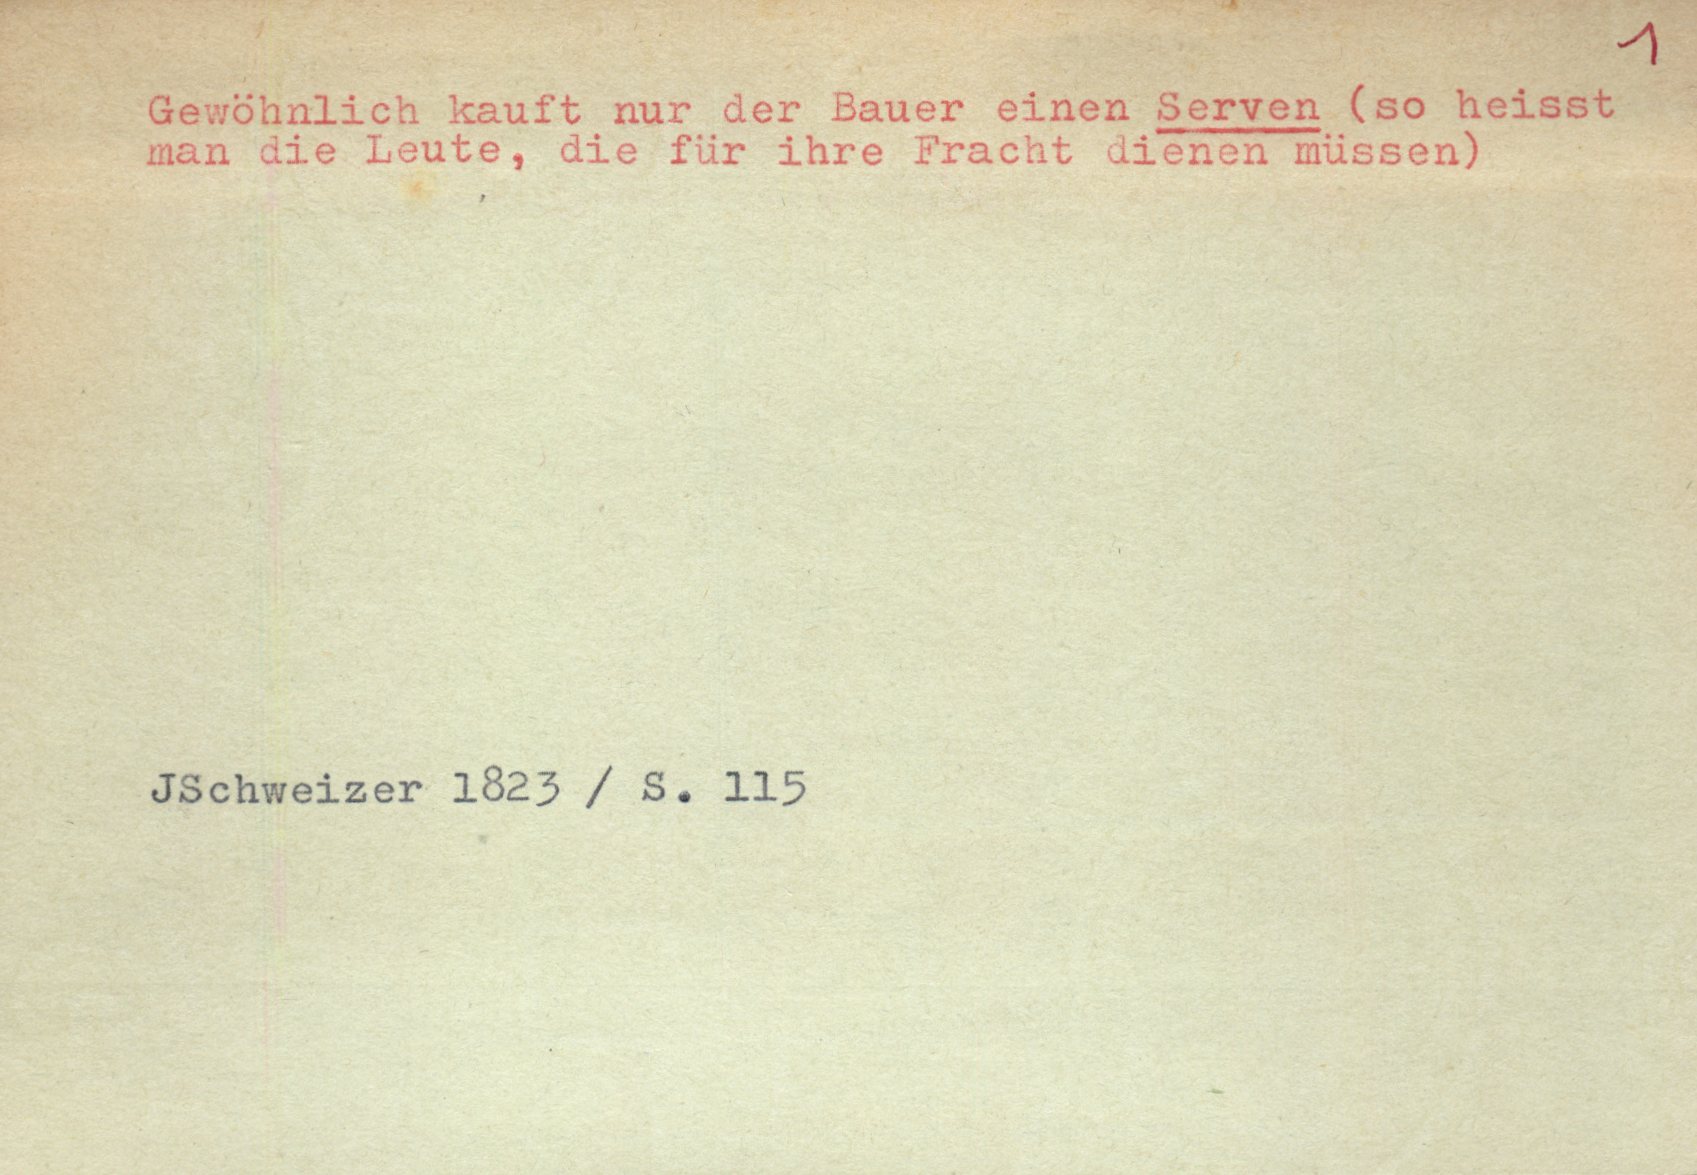 1
Gewöhnlich kauft nur der Bauer einen Serven (so heisst
man die Leute, die für ihre Fracht dienen müssen)
JSchweizer 1823 / S. 115